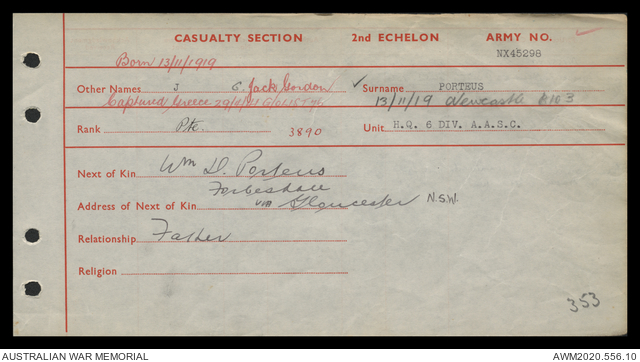 CASUALTY SECTION 2nd ECHELON ARMY NO.
NX45298
Born 13/11/1919
Other Names J G. Jack Gordon ✓ Surname PORTEUS
Captured Greece 13/11/19 Newcastle
Rank Pte. 3890 Unit H.Q. 6 DIV. A.A.S.C.
Next of Kin Wm D. Porteus
Forbesdale
Address of Next of Kin via Gloucester N.S.W.
Relationship Father
Religion
353
AUSTRALIAN WAR MEMORIAL AWM2020.556.10